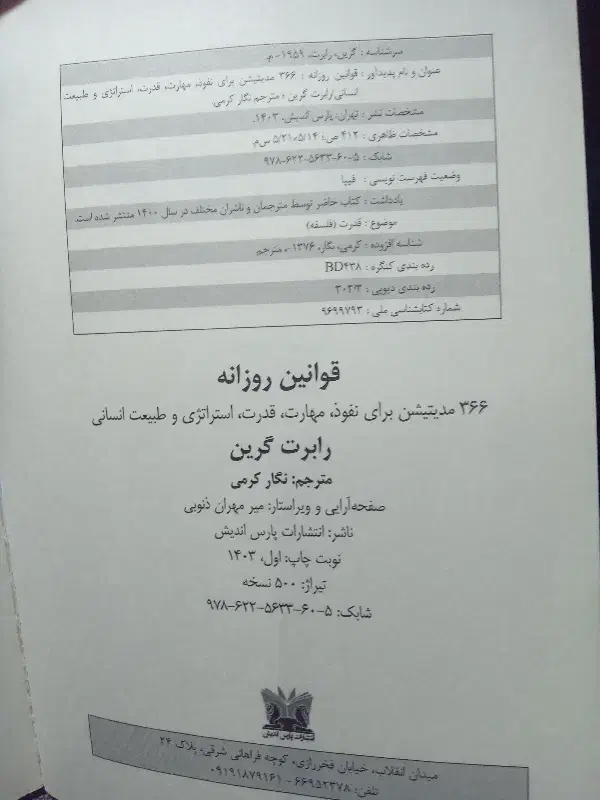 سرشناسه : گرین، رابرت، ۱۹۵۹- م.
عنوان و نام پدیدآور : قوانین روزانه : ۳۶۶ مدیتیشن برای نفوذ، مهارت، قدرت، استراتژی و طبیعت
انسانی/رابرت گرین ؛ مترجم نگار کرمی.
مشخصات نشر : تهران: پارس اندیش، ۱۴۰۳.
مشخصات ظاهری : ۴۱۲ ص.؛ ۵/۱۴×۵/۲۱ س‌م.
شابک : ۹۷۸-۶۲۲-۵۶۳۳-۶۰-۵
وضعیت فهرست نویسی : فیپا
یادداشت : کتاب حاضر توسط مترجمان و ناشران مختلف در سال ۱۴۰۰ منتشر شده است.
موضوع : قدرت (فلسفه)
شناسه افزوده : کرمی، نگار، ۱۳۷۶-، مترجم
رده بندی کنگره : BD۴۳۸
رده بندی دیویی : ۳۰۳/۳
شماره کتابشناسی ملی : ۹۶۹۹۷۹۳
قوانین روزانه
۳۶۶ مدیتیشن برای نفوذ، مهارت، قدرت، استراتژی و طبیعت انسانی
رابرت گرین
مترجم: نگار کرمی
صفحه‌آرایی و ویراستار: میر مهران ذنوبی
ناشر: انتشارات پارس اندیش
نوبت چاپ: اول، ۱۴۰۳
تیراژ: ۵۰۰ نسخه
شابک: ۵-۶۰-۵۶۳۳-۶۲۲-۹۷۸
انتشارات پارس اندیش
میدان انقلاب، خیابان فخررازی، کوچه فراهانی شرقی، پلاک ۲۴
تلفن: ۶۶۹۵۲۳۷۸ - ۰۹۱۹۱۸۷۹۱۶۱